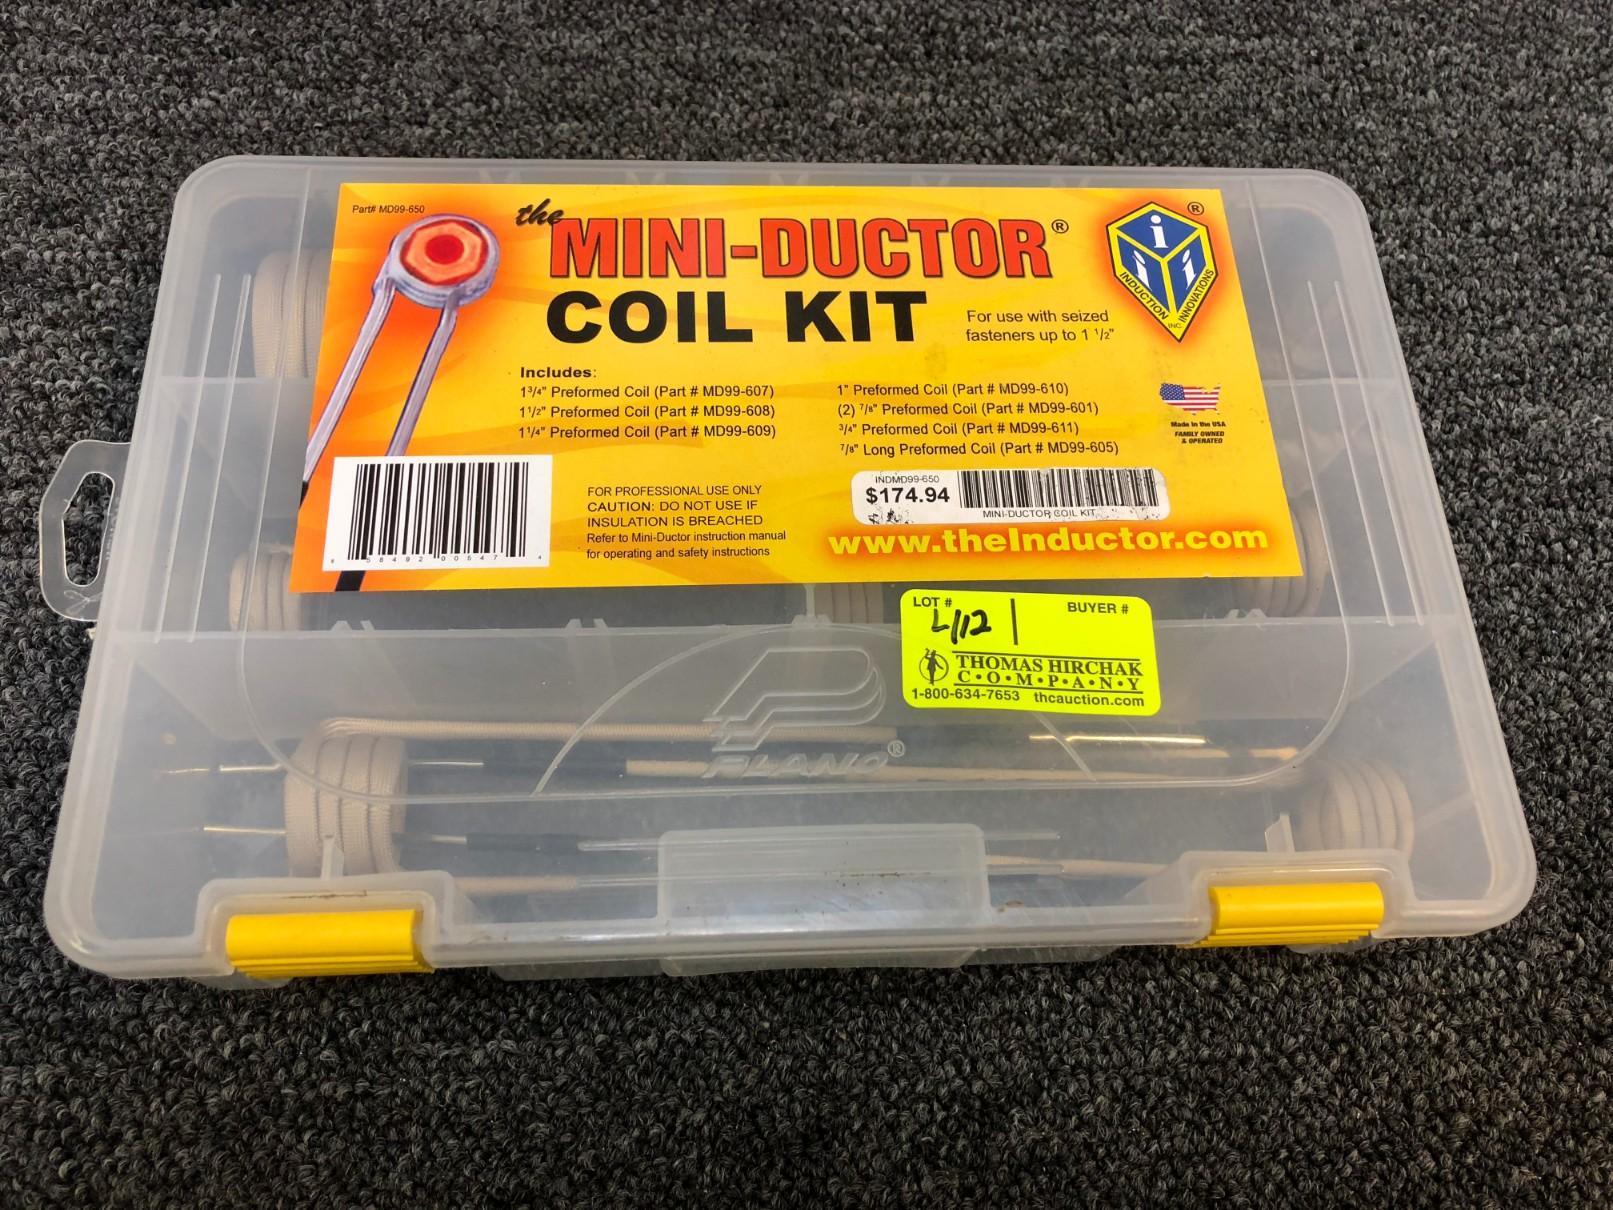 Part# MD99-650
the
MINI-DUCTOR®
COIL KIT
For use with seized
fasteners up to 1 1/2"
®
i
i i
INDUCTION INNOVATIONS
INC.
Includes:
1 3/4" Preformed Coil (Part # MD99-607)
1 1/2" Preformed Coil (Part # MD99-608)
1 1/4" Preformed Coil (Part # MD99-609)
1" Preformed Coil (Part # MD99-610)
(2) 7/8" Preformed Coil (Part # MD99-601)
3/4" Preformed Coil (Part # MD99-611)
7/8" Long Preformed Coil (Part # MD99-605)
Made in the USA
FAMILY OWNED
& OPERATED
FOR PROFESSIONAL USE ONLY
CAUTION: DO NOT USE IF
INSULATION IS BREACHED
Refer to Mini-Ductor instruction manual
for operating and safety instructions
INDMD99-650
$174.94
MINI-DUCTOR COIL KIT
www.theInductor.com
58492 00547 4
LOT # BUYER #
L112
THOMAS HIRCHAK
C•O•M•P•A•N•Y
1-800-634-7653 thcauction.com
PLANO®